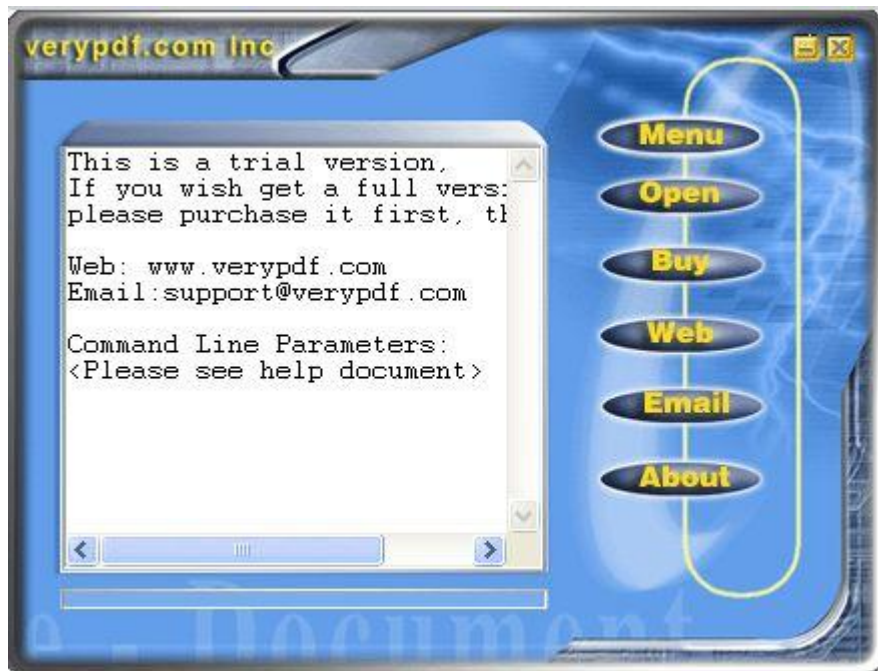 verypdf.com Inc
This is a trial version,
If you wish get a full
please purchase it first,
Web: www.verypdf.com
Email:support@verypdf.com
Command Line Parameters:
<Please see help document>
Menu
Open
Buy
Web
Email
About
e - Document